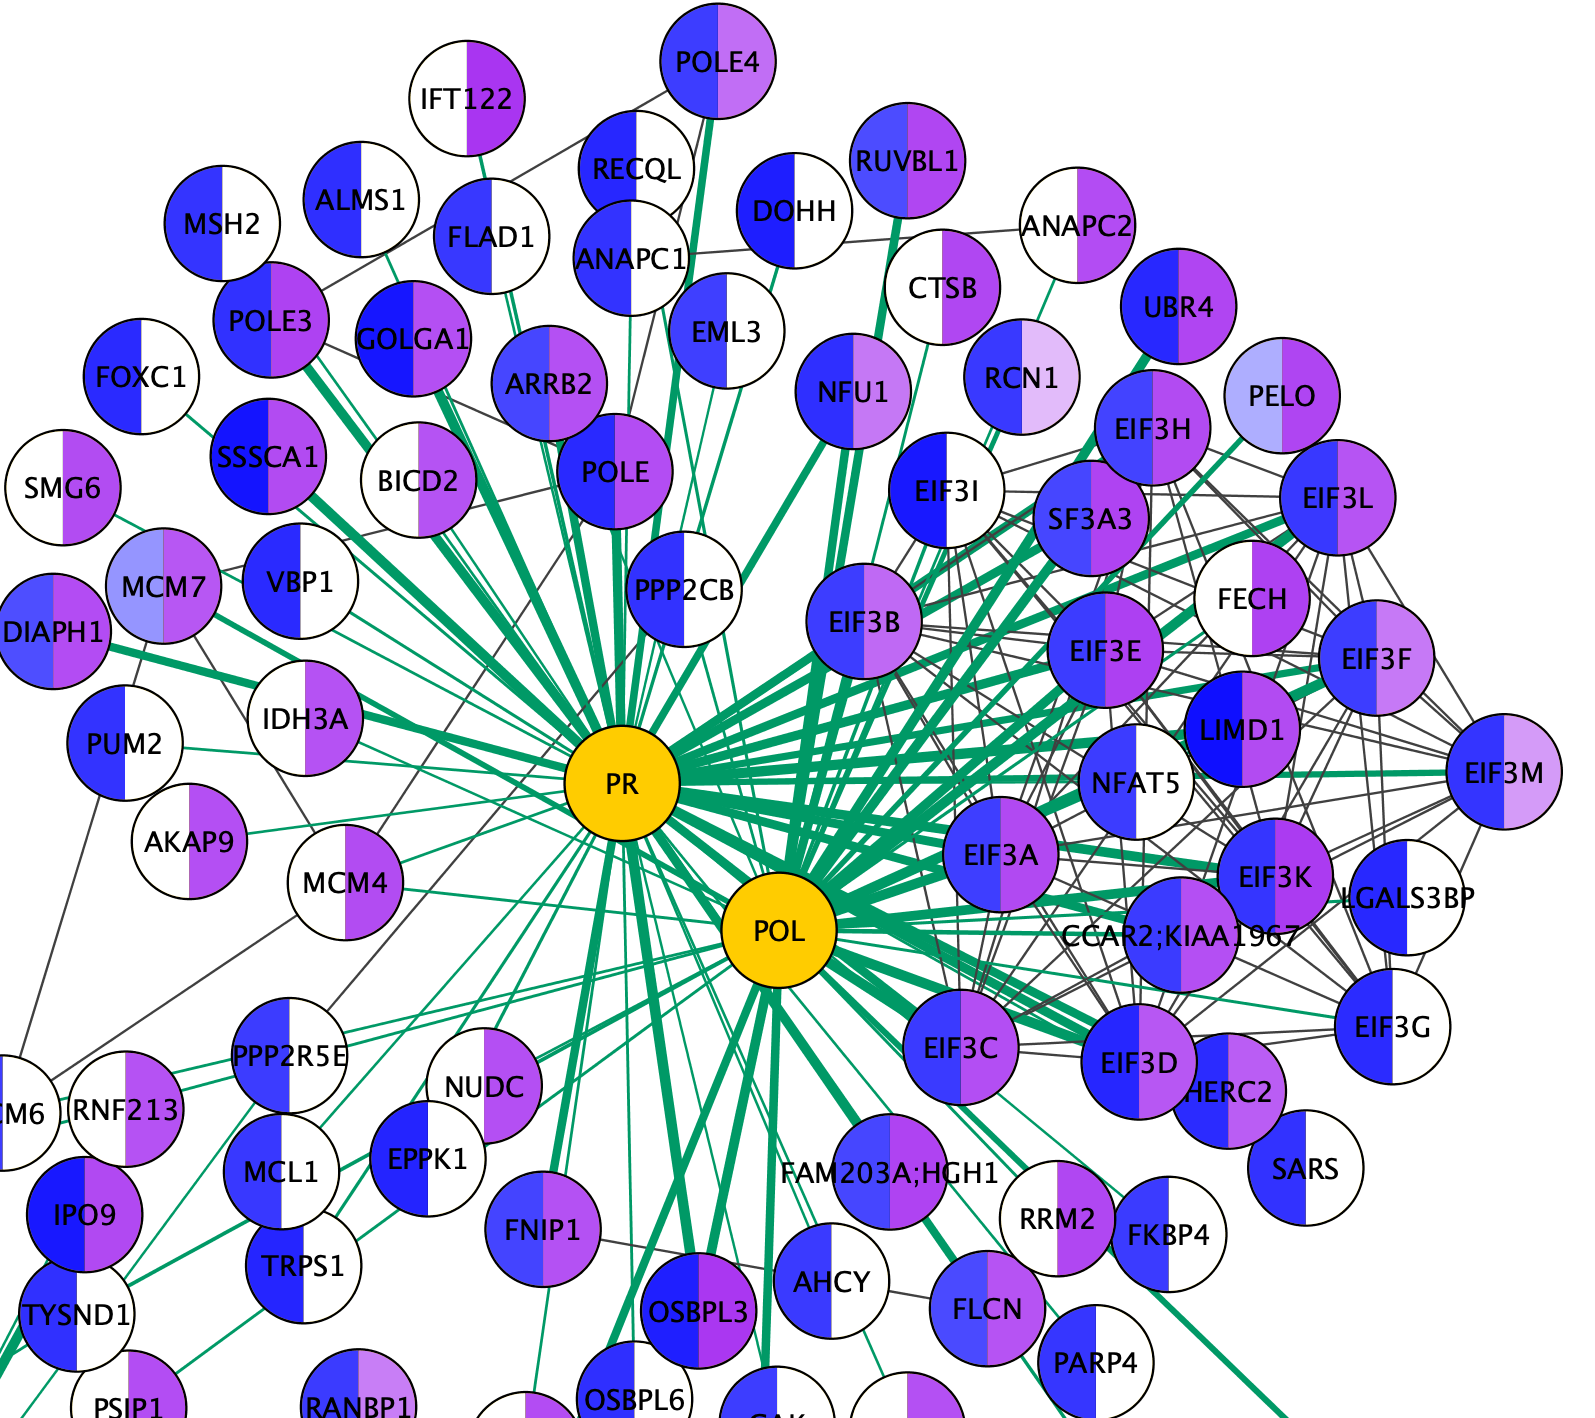 POLE4
IFT122
RECQL
RUVBL1
ALMS1
DOHH
MSH2
FLAD1
ANAPC2
ANAPC1
CTSB
UBR4
POLE3
GOLGA1
EML3
FOXC1
ARRB2
NFU1
RCN1
PELO
EIF3H
SSSCA1
BICD2
POLE
SMG6
EIF3I
EIF3L
SF3A3
MCM7
VBP1
PPP2CB
FECH
DIAPH1
EIF3B
EIF3E
EIF3F
IDH3A
LIMD1
PUM2
EIF3M
PR
NFAT5
AKAP9
EIF3A
MCM4
EIF3K
LGALS3BP
POL
CCAR2;KIAA1967
EIF3G
PPP2R5E
EIF3C
EIF3D
NUDC
HERC2
CM6
RNF213
EPPK1
MCL1
FAM203A;HGH1
SARS
IPO9
RRM2
FNIP1
FKBP4
TRPS1
AHCY
TYSND1
OSBPL3
FLCN
PARP4
OSBPL6
PSIP1
RANBP1